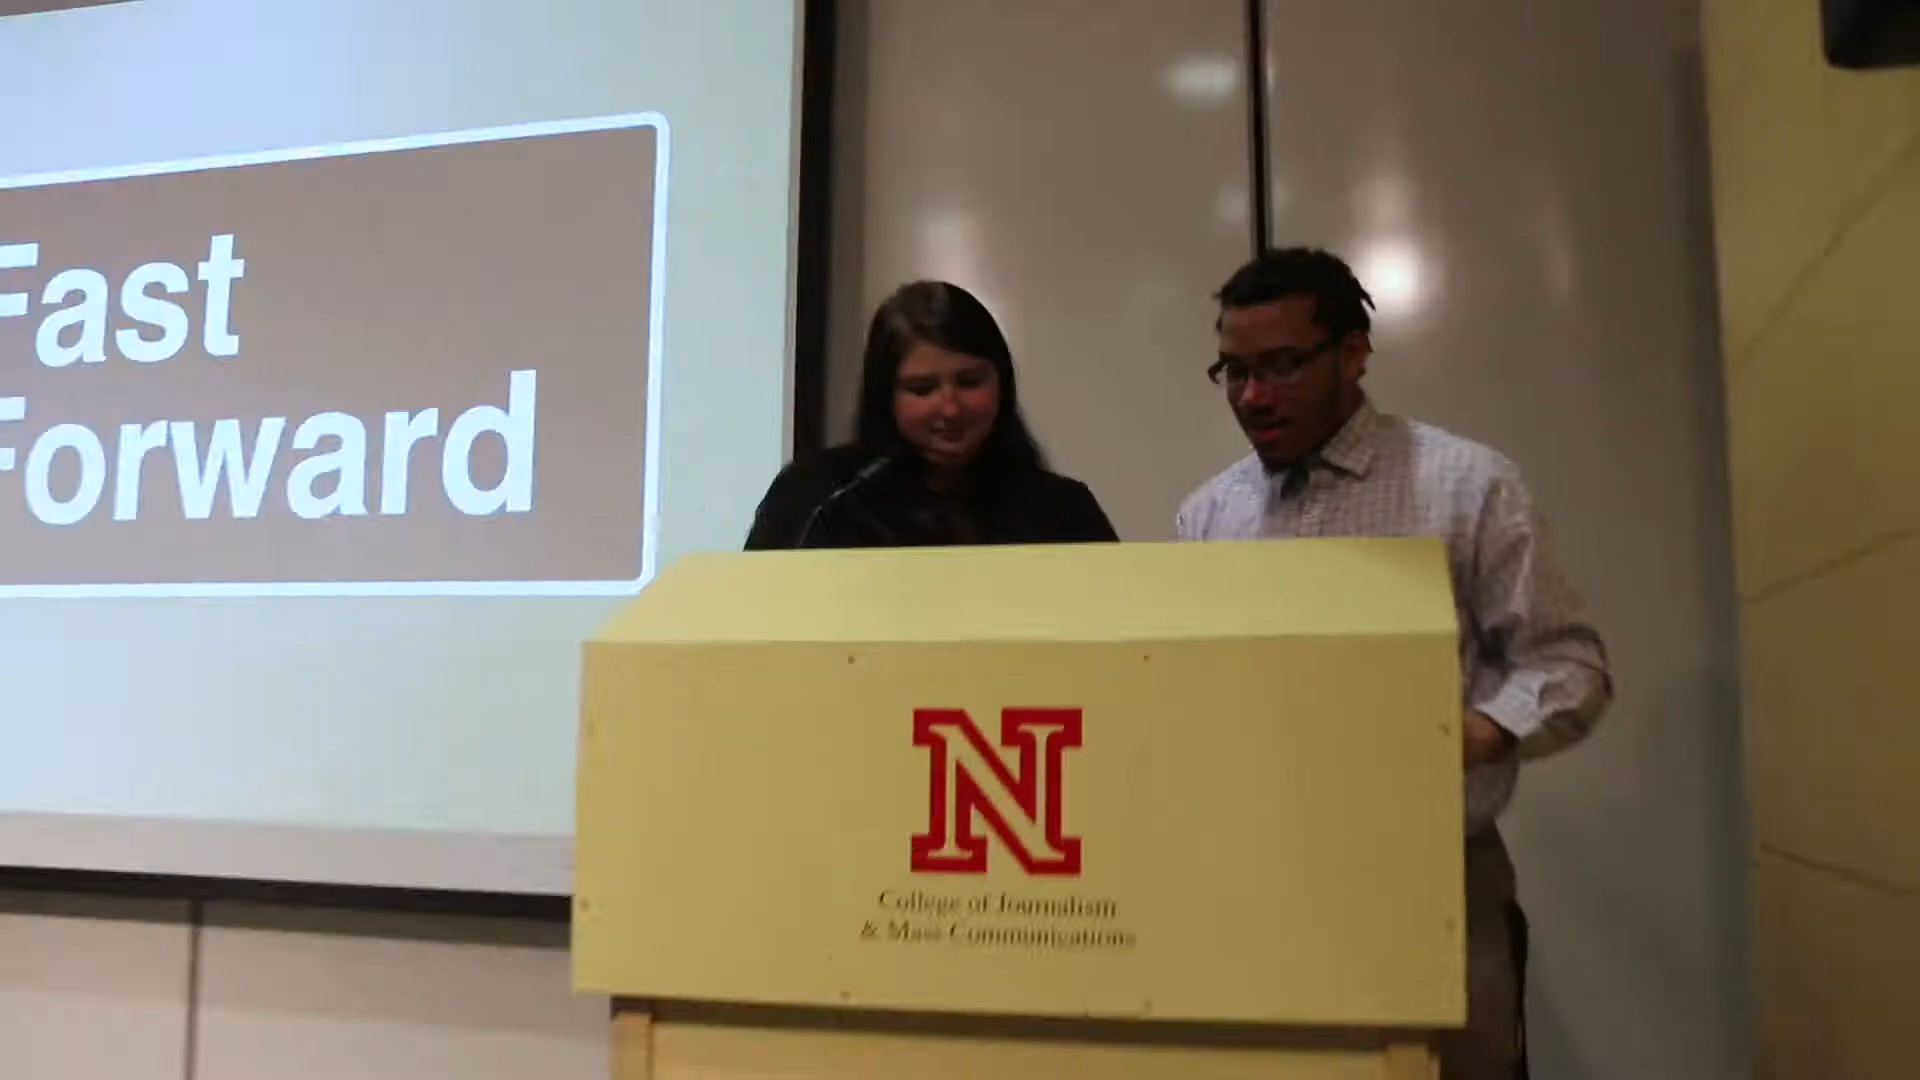 Fast
Forward
N
College of Journalism
& Mass Communications